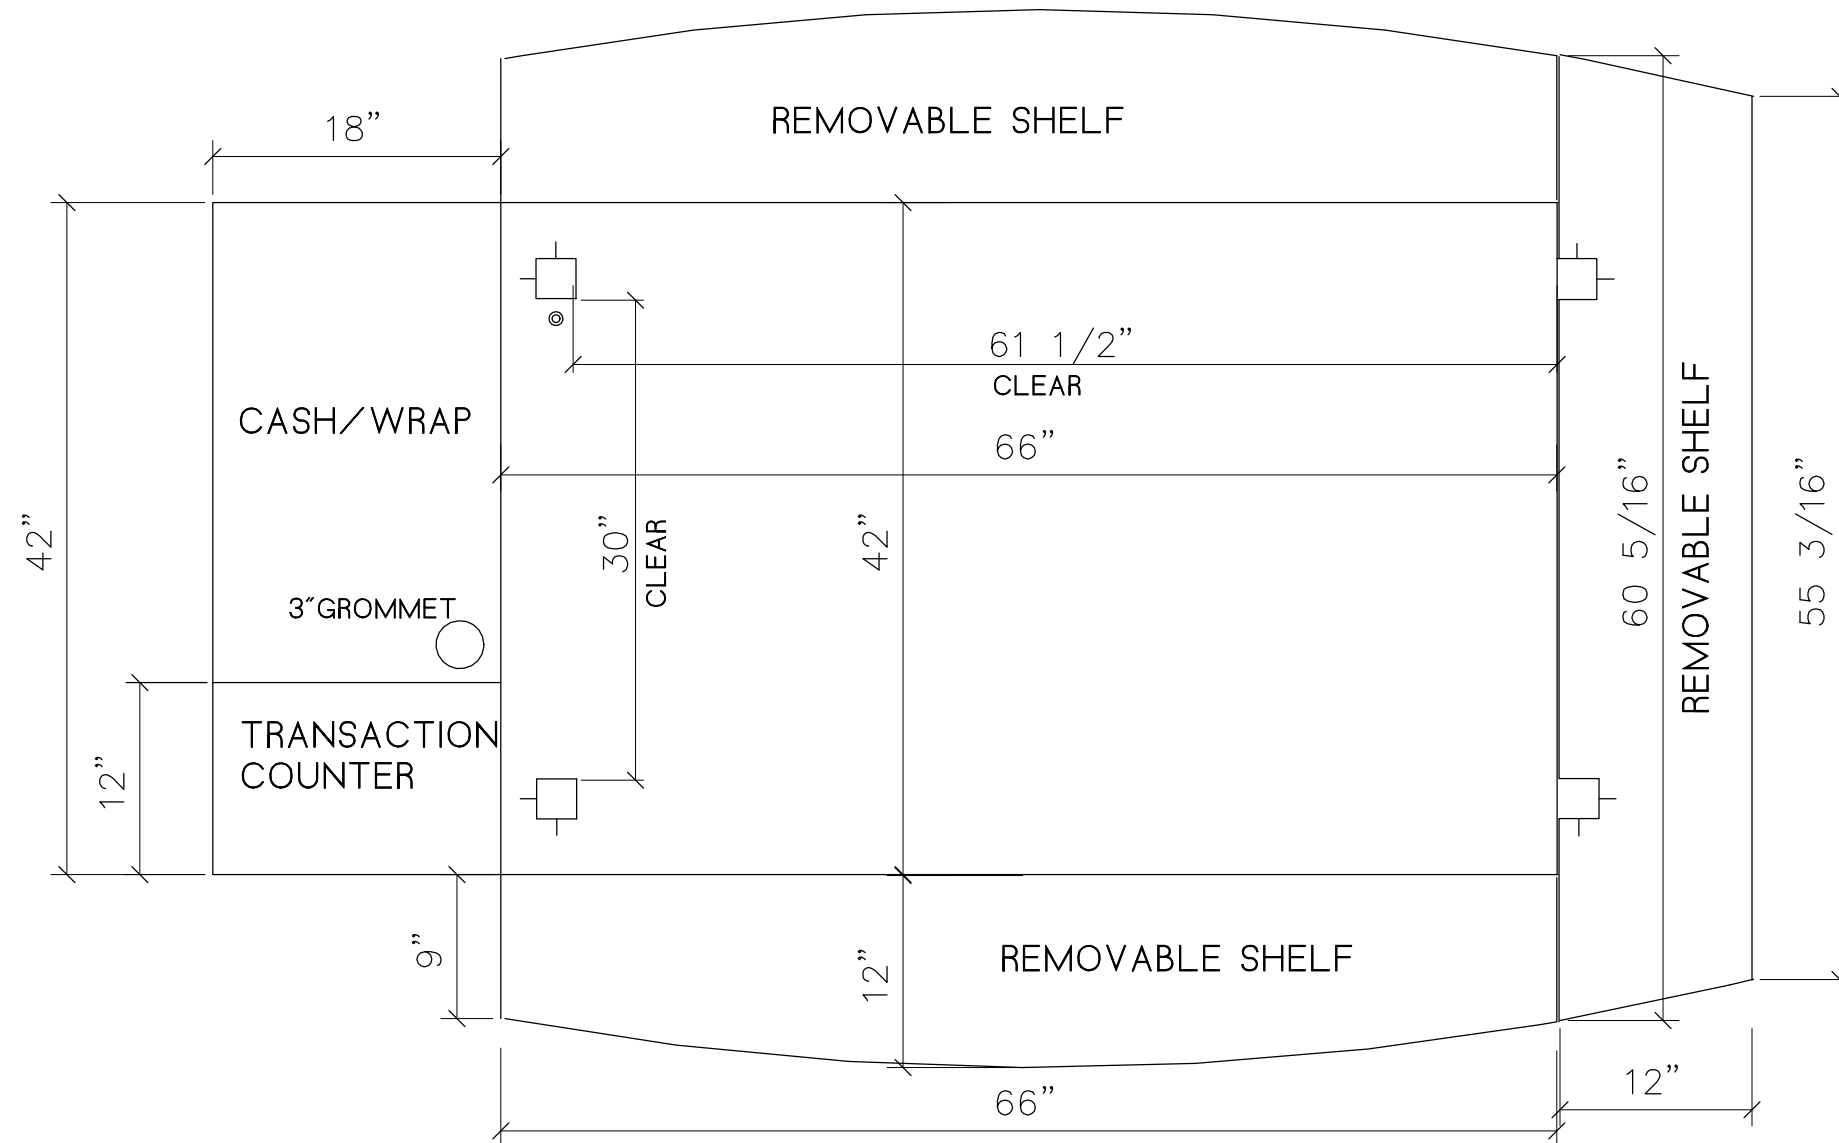 REMOVABLE SHELF
18”
61 1/2”
CLEAR
CASH/WRAP
66”
42”
30”
CLEAR
42”
60 5/16”
REMOVABLE SHELF
55 3/16”
3"GROMMET
TRANSACTION
COUNTER
12”
9”
12”
REMOVABLE SHELF
66”
12”